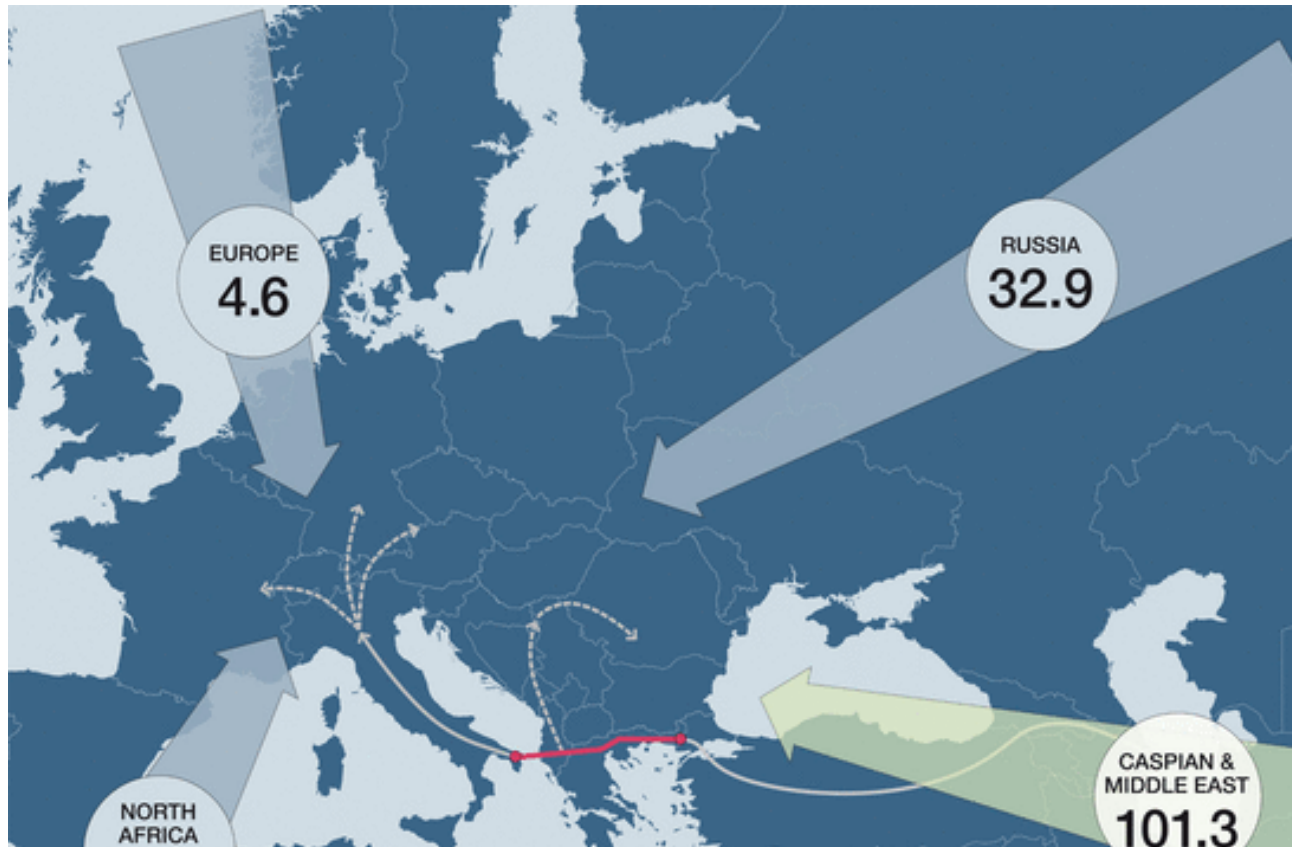 EUROPE
4.6
RUSSIA
32.9
CASPIAN &
MIDDLE EAST
101.3
NORTH
AFRICA